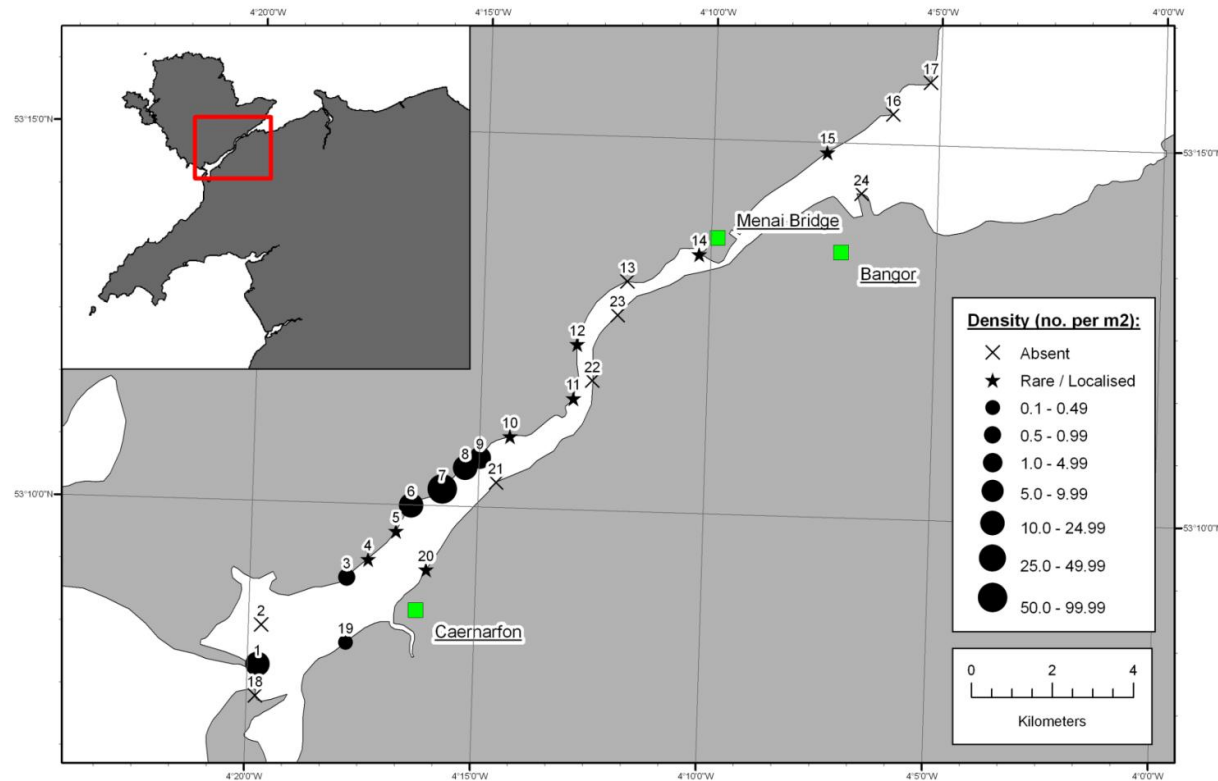 4°20'0"W
4°15'0"W
4°10'0"W
4°5'0"W
4°0'0"W
53°15'0"N
53°15'0"N
17
16
15
24
Menai Bridge
14
Bangor
13
23
12
22
11
10
9
8
21
7
6
5
4
20
3
2
19
Caernarfon
1
18
53°10'0"N
53°10'0"N
Density (no. per m2):
Absent
Rare / Localised
0.1 - 0.49
0.5 - 0.99
1.0 - 4.99
5.0 - 9.99
10.0 - 24.99
25.0 - 49.99
50.0 - 99.99
0 2 4
Kilometers
4°20'0"W
4°15'0"W
4°10'0"W
4°5'0"W
4°0'0"W